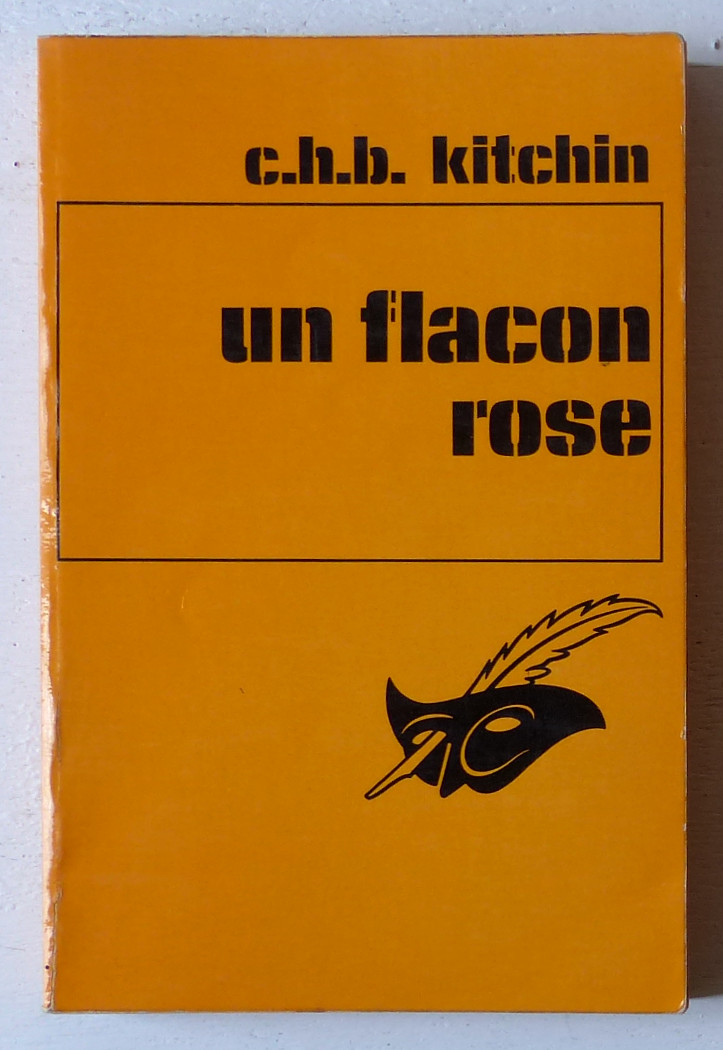 c.h.b. kitchin
un flacon
rose